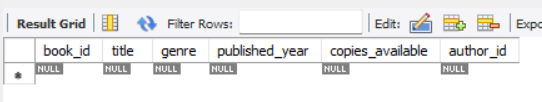 Result Grid Filter Rows: Edit: Expo
book_id title genre published_year copies_available author_id
NULL NULL NULL NULL NULL NULL